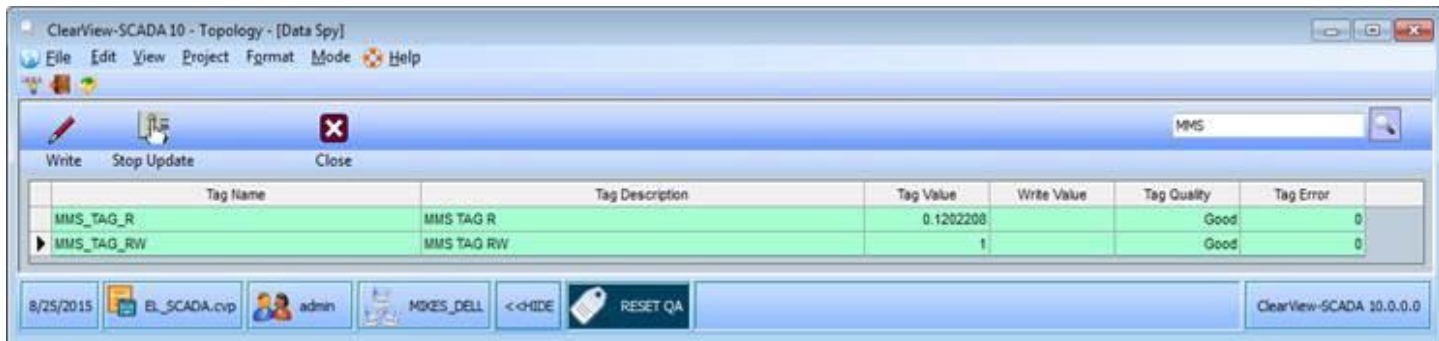 ClearView-SCADA 10 - Topology - [Data Spy]
File Edit View Project Format Mode Help
MMS
Write Stop Update Close
Tag Name Tag Description Tag Value Write Value Tag Quality Tag Error
MMS_TAG_R MMS TAG R 0.1202208 Good 0
MMS_TAG_RW MMS TAG RW 1 Good 0
8/25/2015 EL_SCADA.cvp admin MIKES_DELL <<HIDE RESET QA ClearView-SCADA 10.0.0.0